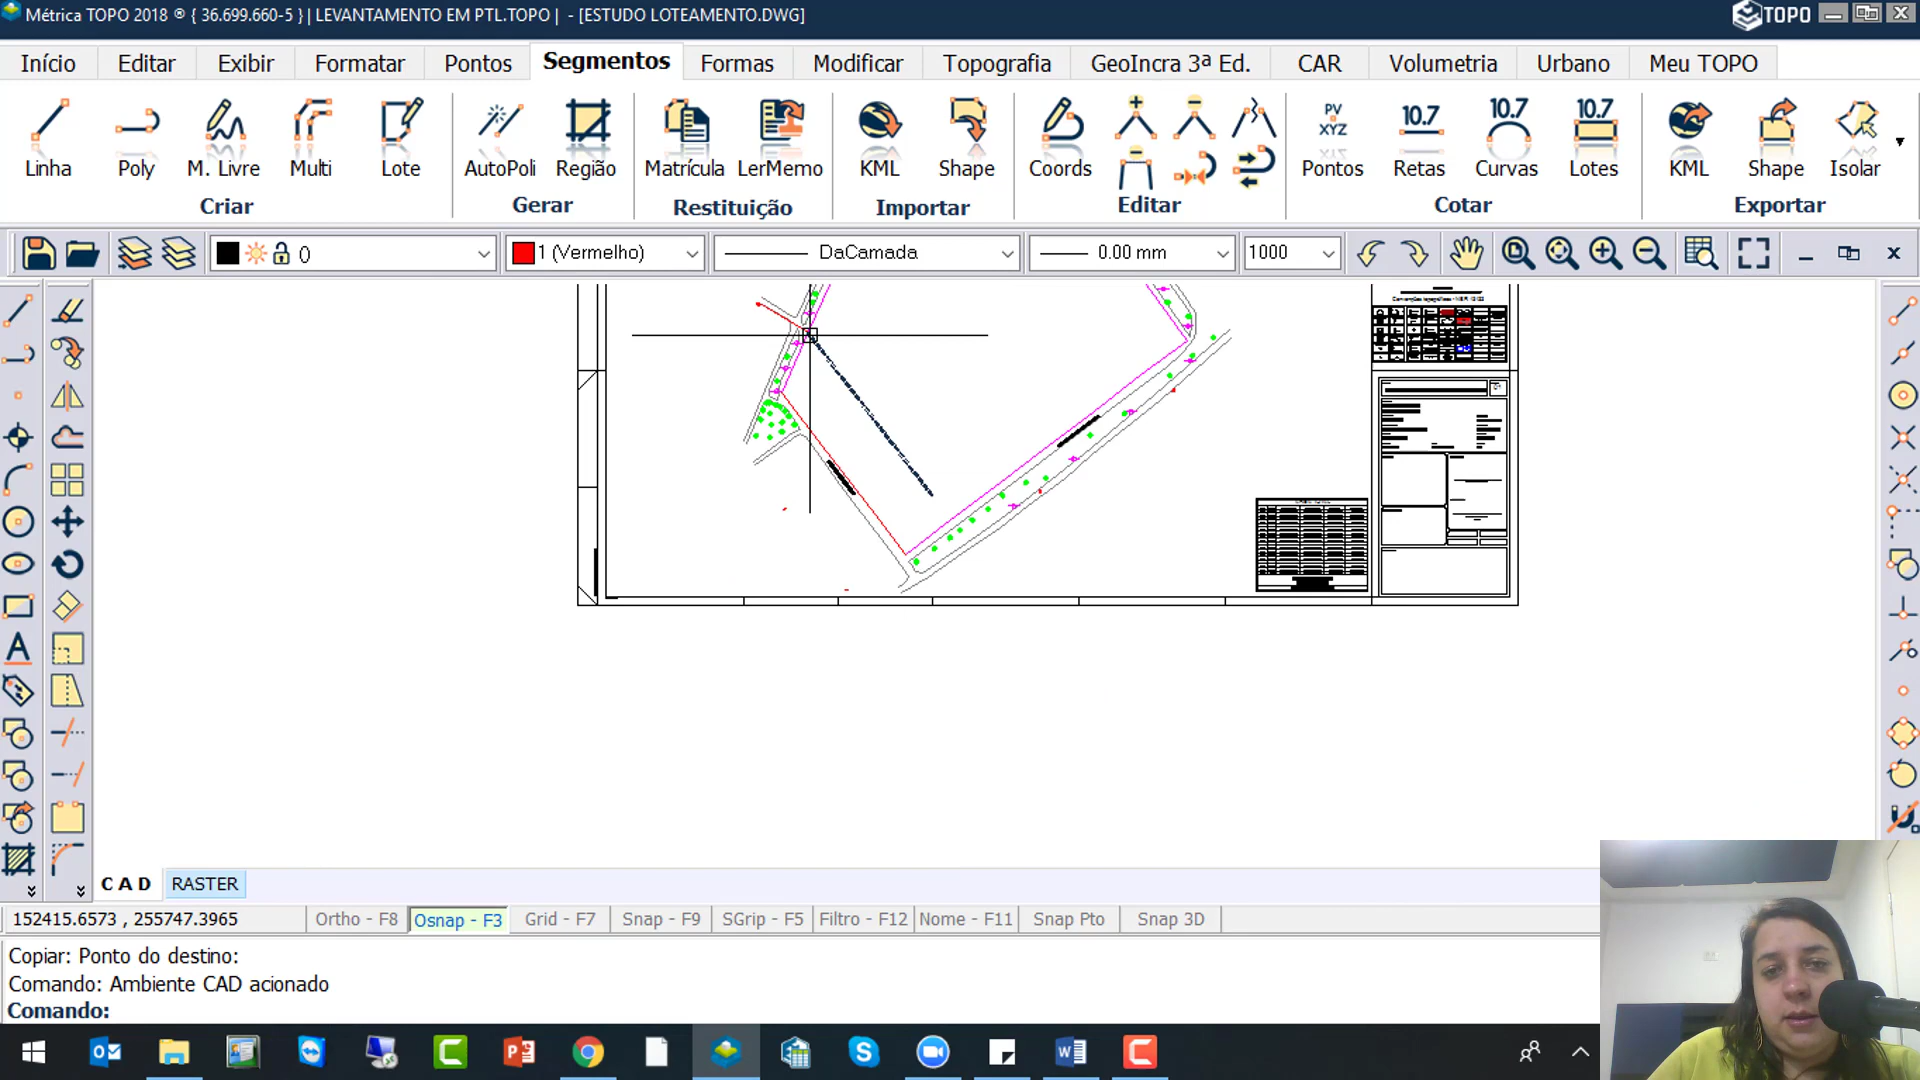 Métrica TOPO 2018 ® { 36.699.660-5 } | LEVANTAMENTO EM PTL.TOPO | - [ESTUDO LOTEAMENTO.DWG]
TOPO
Início Editar Exibir Formatar Pontos Segmentos Formas Modificar Topografia GeoIncra 3ª Ed. CAR Volumetria Urbano Meu TOPO
PV XYZ 10.7 10.7 10.7
Linha Poly M. Livre Multi Lote AutoPoli Região Matrícula LerMemo KML Shape Coords Pontos Retas Curvas Lotes KML Shape Isolar
Criar Gerar Restituição Importar Editar Cotar Exportar
0 1 (Vermelho) DaCamada 0.00 mm 1000
C A D RASTER
152415.6573 , 255747.3965 Ortho - F8 Osnap - F3 Grid - F7 Snap - F9 SGrip - F5 Filtro - F12 Nome - F11 Snap Pto Snap 3D
Copiar: Ponto do destino:
Comando: Ambiente CAD acionado
Comando: